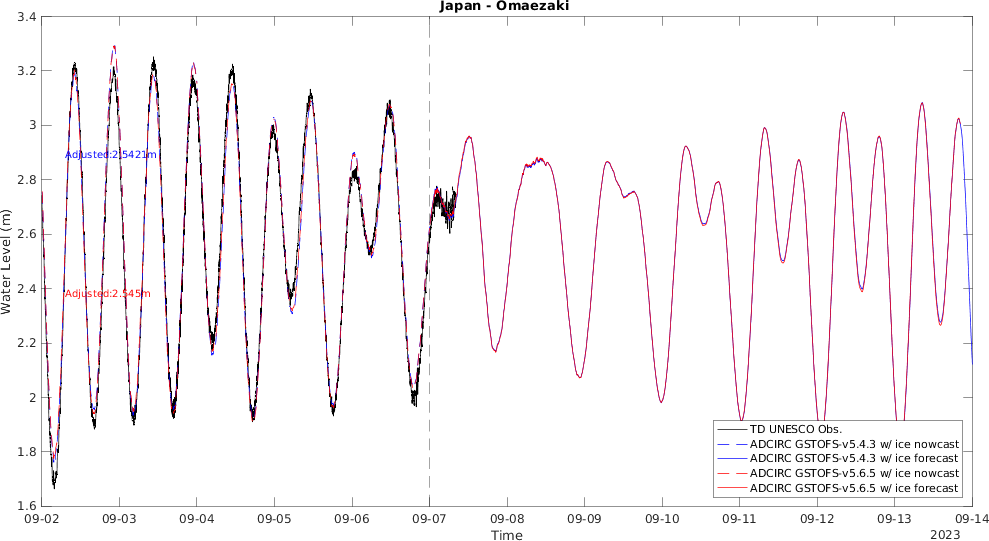 Japan - Omaezaki
3.4
3.2
3
2.8
2.6
2.4
2.2
2
1.8
1.6
Water Level (m)
Adjusted:2.5421m
Adjusted:2.545m
TD UNESCO Obs.
ADCIRC GSTOFS-v5.4.3 w/ ice nowcast
ADCIRC GSTOFS-v5.4.3 w/ ice forecast
ADCIRC GSTOFS-v5.6.5 w/ ice nowcast
ADCIRC GSTOFS-v5.6.5 w/ ice forecast
09-02 09-03 09-04 09-05 09-06 09-07 09-08 09-09 09-10 09-11 09-12 09-13 09-14
Time
2023